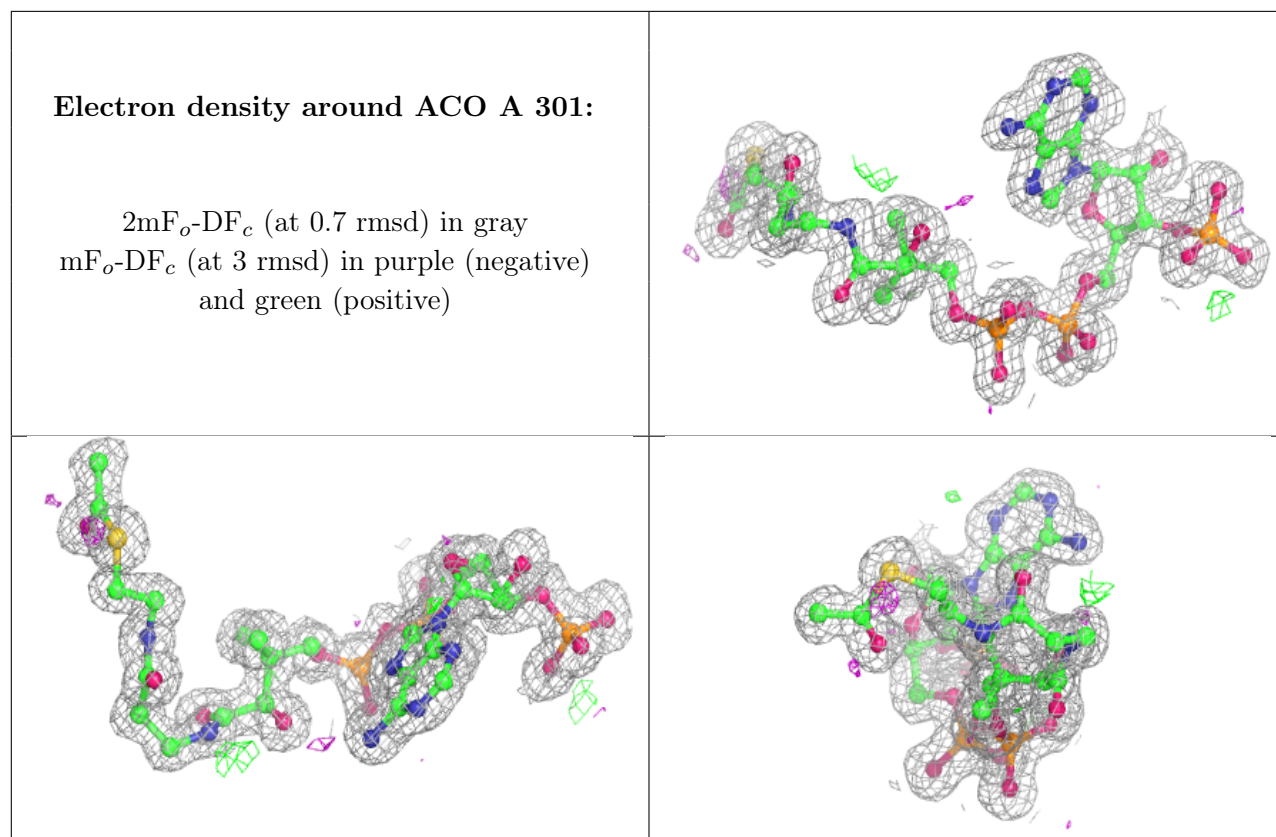 Electron density around ACO A 301:
2mFo-DFc (at 0.7 rmsd) in gray
mFo-DFc (at 3 rmsd) in purple (negative)
and green (positive)